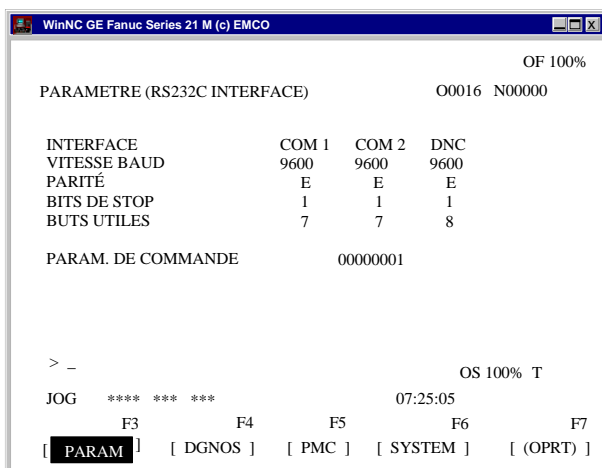 WinNC GE Fanuc Series 21 M (c) EMCO
OF 100%
PARAMETRE (RS232C INTERFACE) O0016 N00000
INTERFACE COM 1 COM 2 DNC
VITESSE BAUD 9600 9600 9600
PARITÉ E E E
BITS DE STOP 1 1 1
BUTS UTILES 7 7 8
PARAM. DE COMMANDE 00000001
> _
OS 100% T
JOG **** *** *** 07:25:05
F3 F4 F5 F6 F7
[ PARAM ] [ DGNOS ] [ PMC ] [ SYSTEM ] [ (OPRT) ]